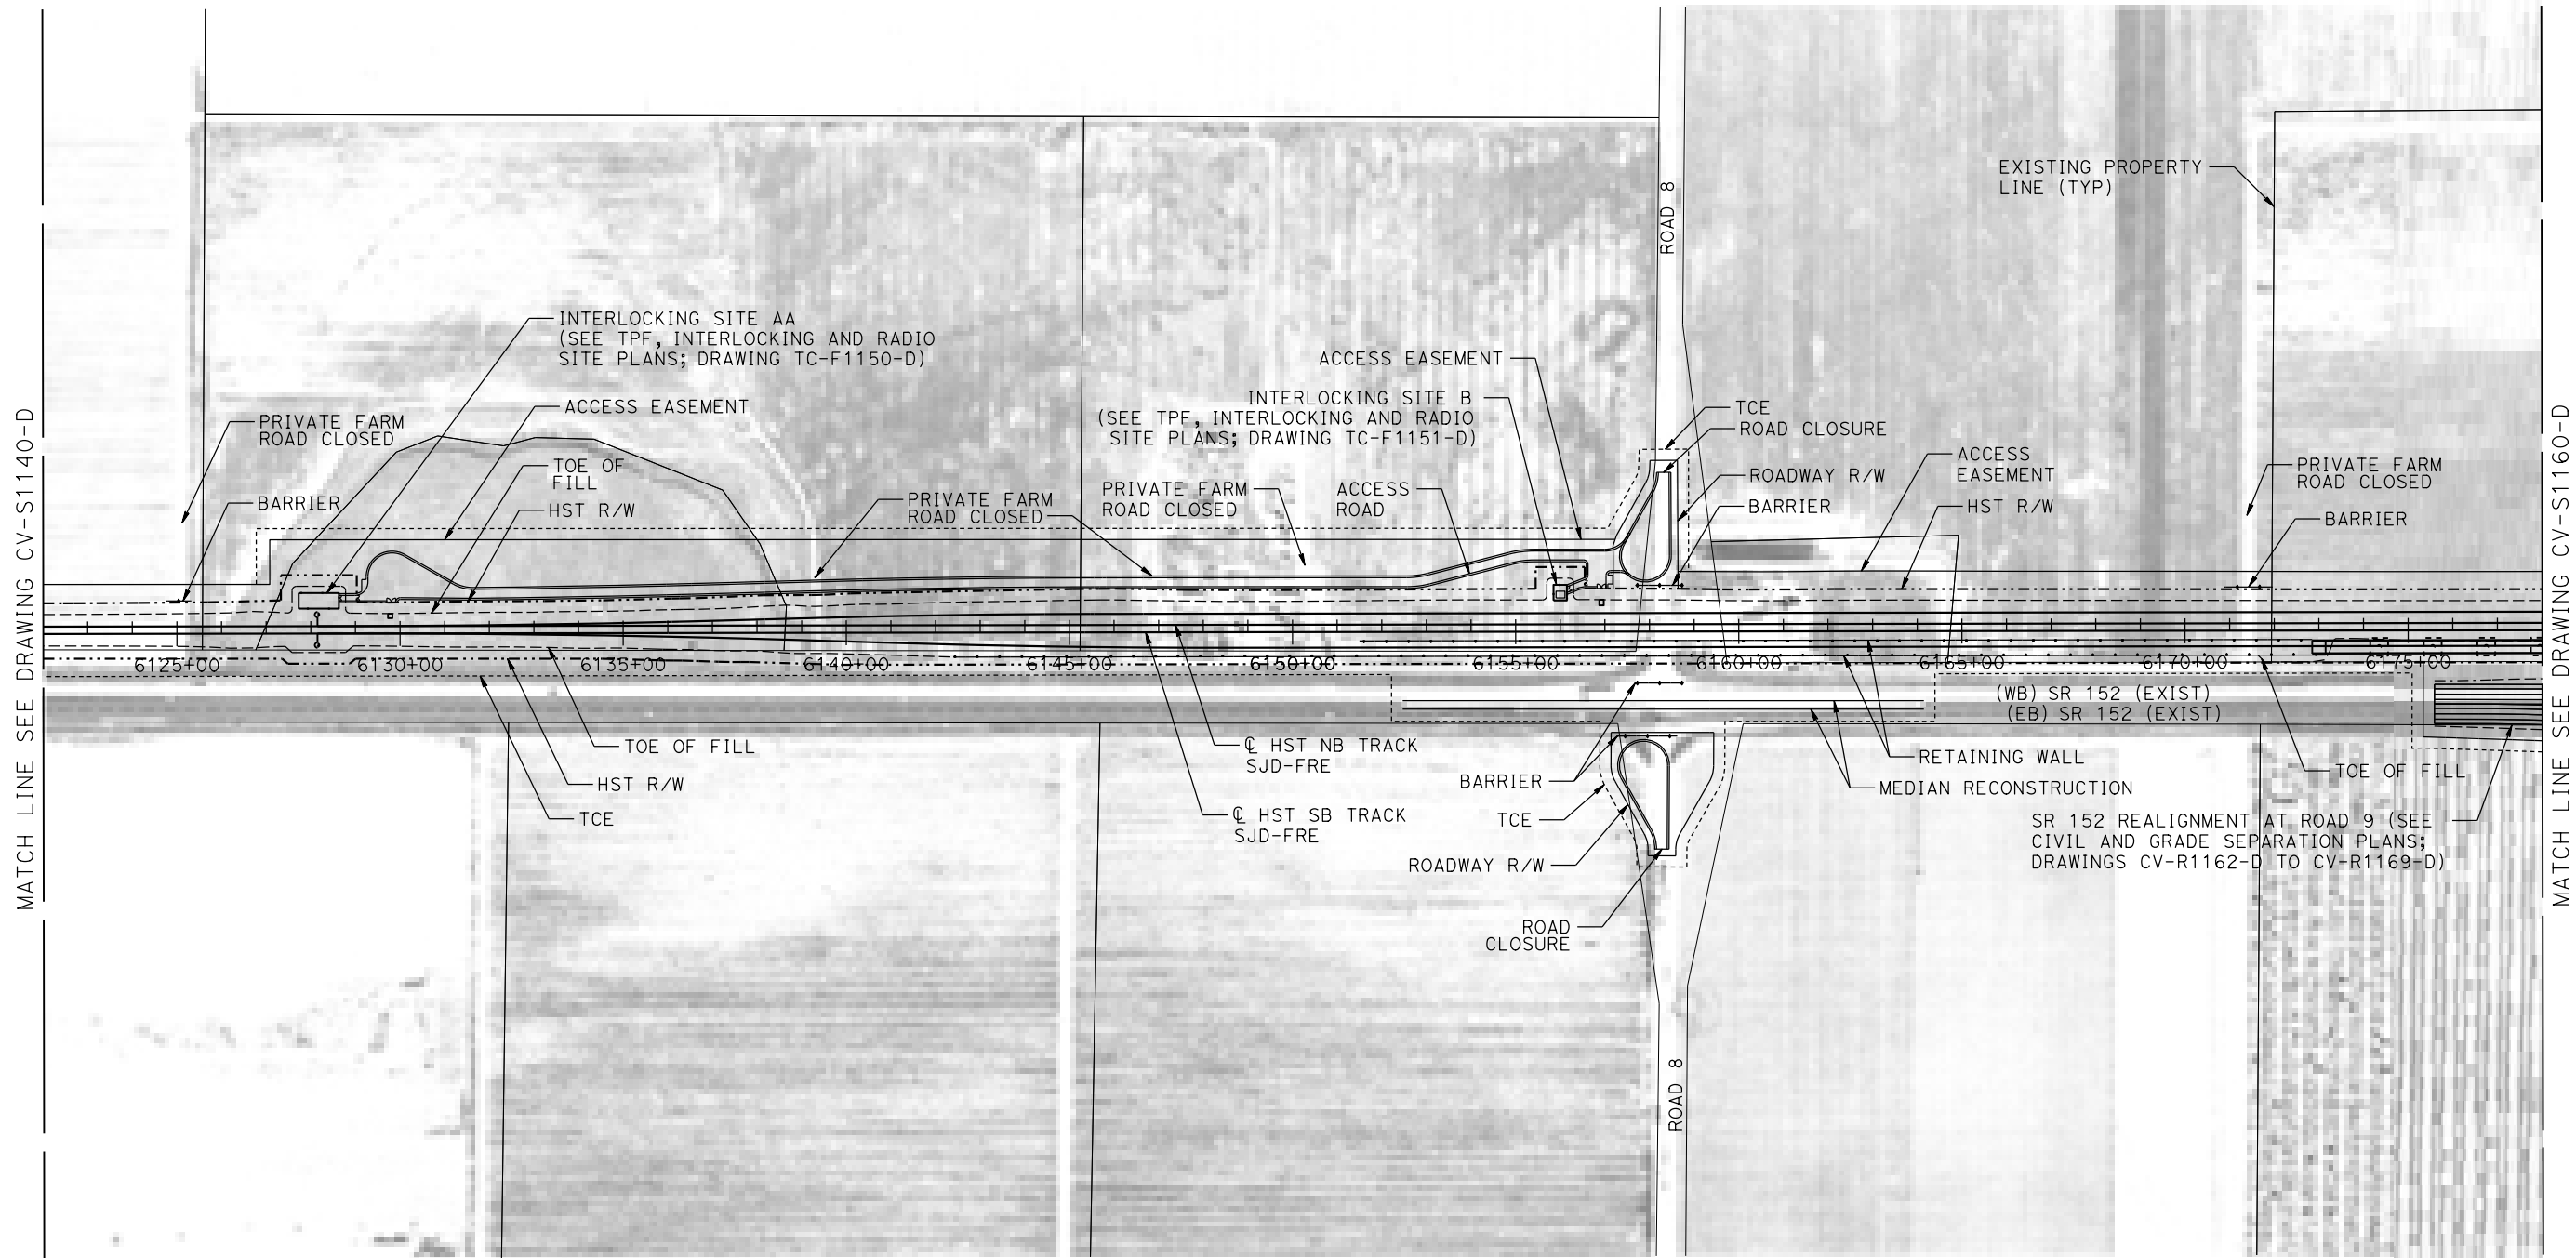 MATCH LINE SEE DRAWING CV-S1140-D
INTERLOCKING SITE AA
(SEE TPF, INTERLOCKING AND RADIO
SITE PLANS; DRAWING TC-F1150-D)
ACCESS EASEMENT
PRIVATE FARM
ROAD CLOSED
TOE OF
FILL
BARRIER
HST R/W
PRIVATE FARM
ROAD CLOSED
PRIVATE FARM
ROAD CLOSED
ACCESS
ROAD
ACCESS EASEMENT
INTERLOCKING SITE B
(SEE TPF, INTERLOCKING AND RADIO
SITE PLANS; DRAWING TC-F1151-D)
ROAD 8
TCE
ROAD CLOSURE
ROADWAY R/W
BARRIER
ACCESS
EASEMENT
HST R/W
EXISTING PROPERTY
LINE (TYP)
PRIVATE FARM
ROAD CLOSED
BARRIER
6125+00
6130+00
6135+00
6140+00
6145+00
6150+00
6155+00
6160+00
6165+00
6170+00
6175+00
(WB) SR 152 (EXIST)
(EB) SR 152 (EXIST)
TOE OF FILL
HST R/W
TCE
℄ HST NB TRACK
SJD-FRE
℄ HST SB TRACK
SJD-FRE
BARRIER
TCE
ROADWAY R/W
ROAD
CLOSURE
RETAINING WALL
MEDIAN RECONSTRUCTION
TOE OF FILL
SR 152 REALIGNMENT AT ROAD 9 (SEE
CIVIL AND GRADE SEPARATION PLANS;
DRAWINGS CV-R1162-D TO CV-R1169-D)
ROAD 8
MATCH LINE SEE DRAWING CV-S1160-D